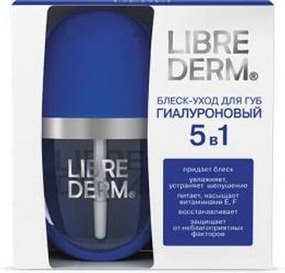 LIBRE
DERM®
БЛЕСК-УХОД ДЛЯ ГУБ
ГИАЛУРОНОВЫЙ
5 в 1
придает блеск
увлажняет,
устраняет шелушение
питает, насыщает
витаминами Е, F
восстанавливает
защищает
от неблагоприятных
факторов
LIBRE
DERM®